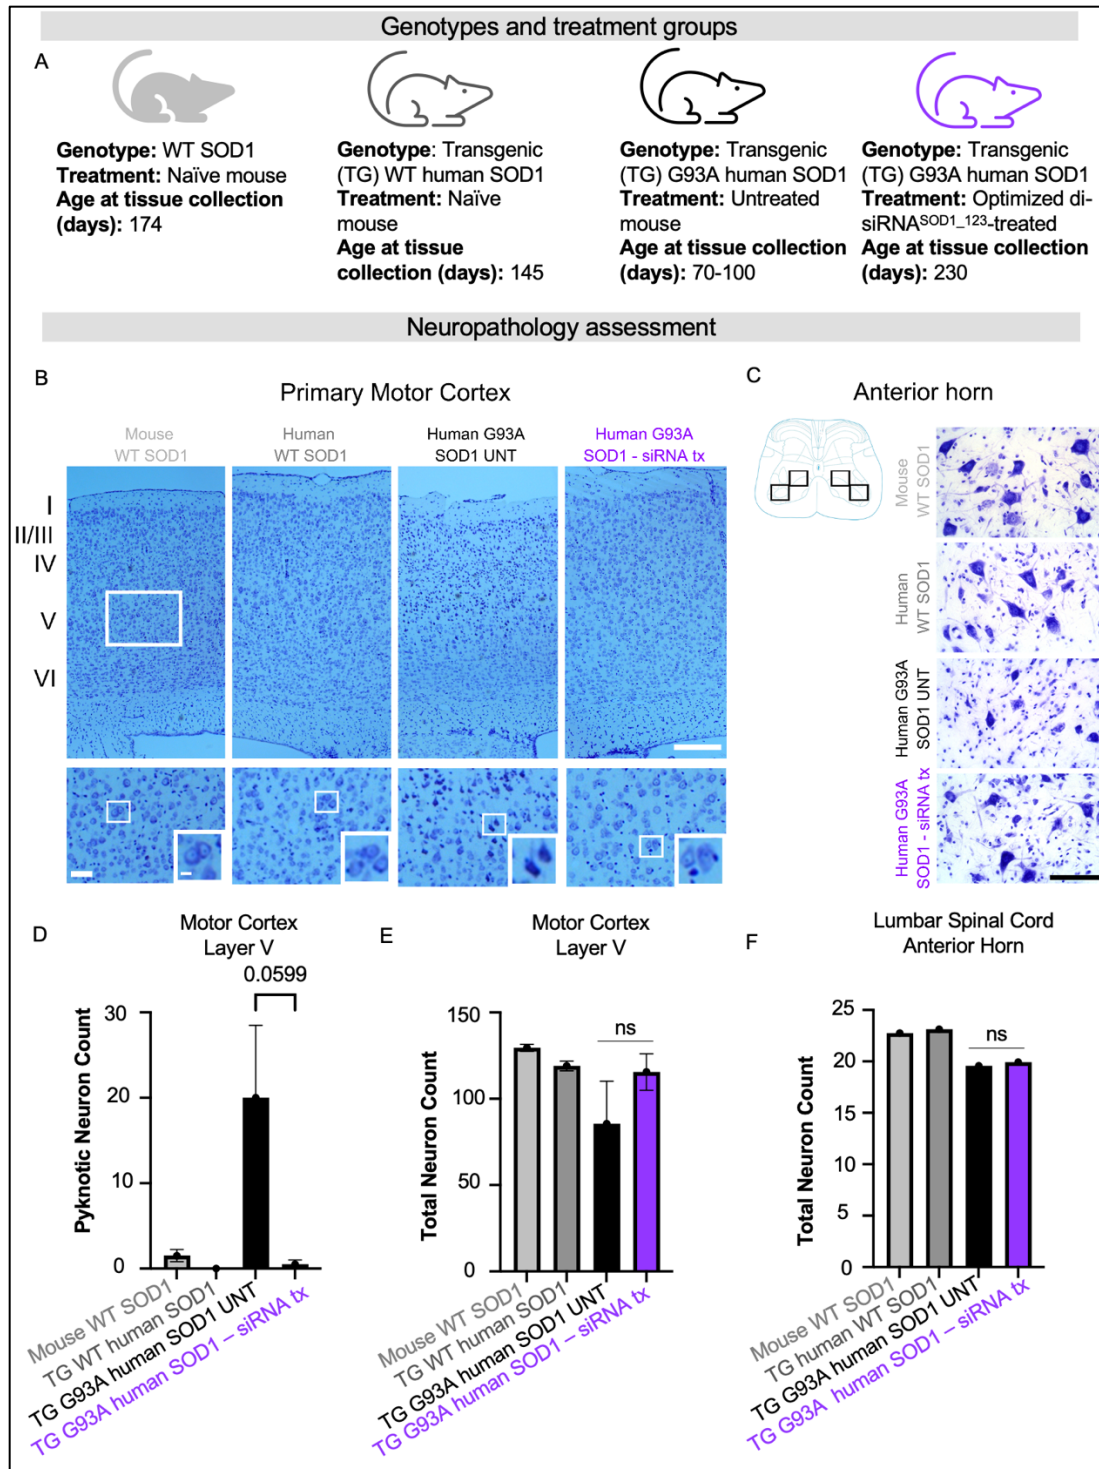 Genotypes and treatment groups
A
Genotype: WT SOD1
Treatment: Naïve mouse
Age at tissue collection
(days): 174
Genotype: Transgenic
(TG) WT human SOD1
Treatment: Naïve
mouse
Age at tissue
collection (days): 145
Genotype: Transgenic
(TG) G93A human SOD1
Treatment: Untreated
mouse
Age at tissue collection
(days): 70-100
Genotype: Transgenic
(TG) G93A human SOD1
Treatment: Optimized di-
siRNASOD1_123-treated
Age at tissue collection
(days): 230
Neuropathology assessment
B
Primary Motor Cortex
Mouse
WT SOD1
Human
WT SOD1
Human G93A
SOD1 UNT
Human G93A
SOD1 - siRNA tx
I
II/III
IV
V
VI
C
Anterior horn
Mouse
WT SOD1
Human
WT SOD1
Human G93A
SOD1 UNT
Human G93A
SOD1 - siRNA tx
D
Motor Cortex
Layer V
0.0599
Pyknotic Neuron Count
30
20
10
0
Mouse WT SOD1
TG WT human SOD1
TG G93A human SOD1 UNT
TG G93A human SOD1 – siRNA tx
E
Motor Cortex
Layer V
ns
Total Neuron Count
150
100
50
0
Mouse WT SOD1
TG WT human SOD1
TG G93A human SOD1 UNT
TG G93A human SOD1 – siRNA tx
F
Lumbar Spinal Cord
Anterior Horn
ns
Total Neuron Count
25
20
15
10
5
0
Mouse WT SOD1
TG human WT SOD1
TG G93A human SOD1 UNT
TG G93A human SOD1 – siRNA tx